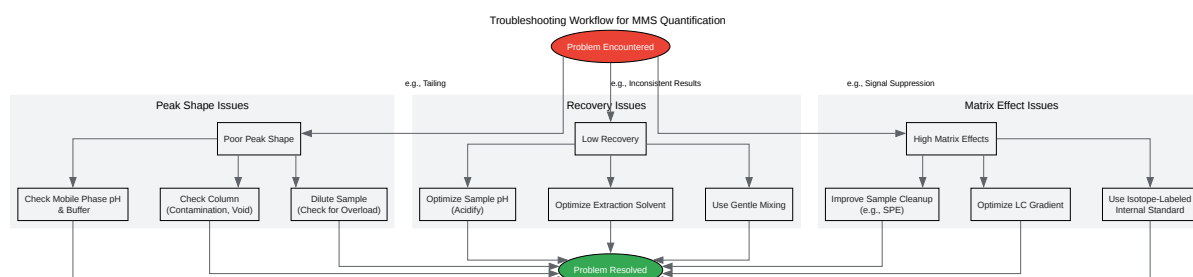 Troubleshooting Workflow for MMS Quantification
Problem Encountered
e.g., Tailing
e.g., Inconsistent Results
e.g., Signal Suppression
Peak Shape Issues
Recovery Issues
Matrix Effect Issues
Poor Peak Shape
Low Recovery
High Matrix Effects
Check Mobile Phase pH
& Buffer
Check Column
(Contamination, Void)
Dilute Sample
(Check for Overload)
Optimize Sample pH
(Acidify)
Optimize Extraction Solvent
Use Gentle Mixing
Improve Sample Cleanup
(e.g., SPE)
Optimize LC Gradient
Use Isotope-Labeled
Internal Standard
Problem Resolved